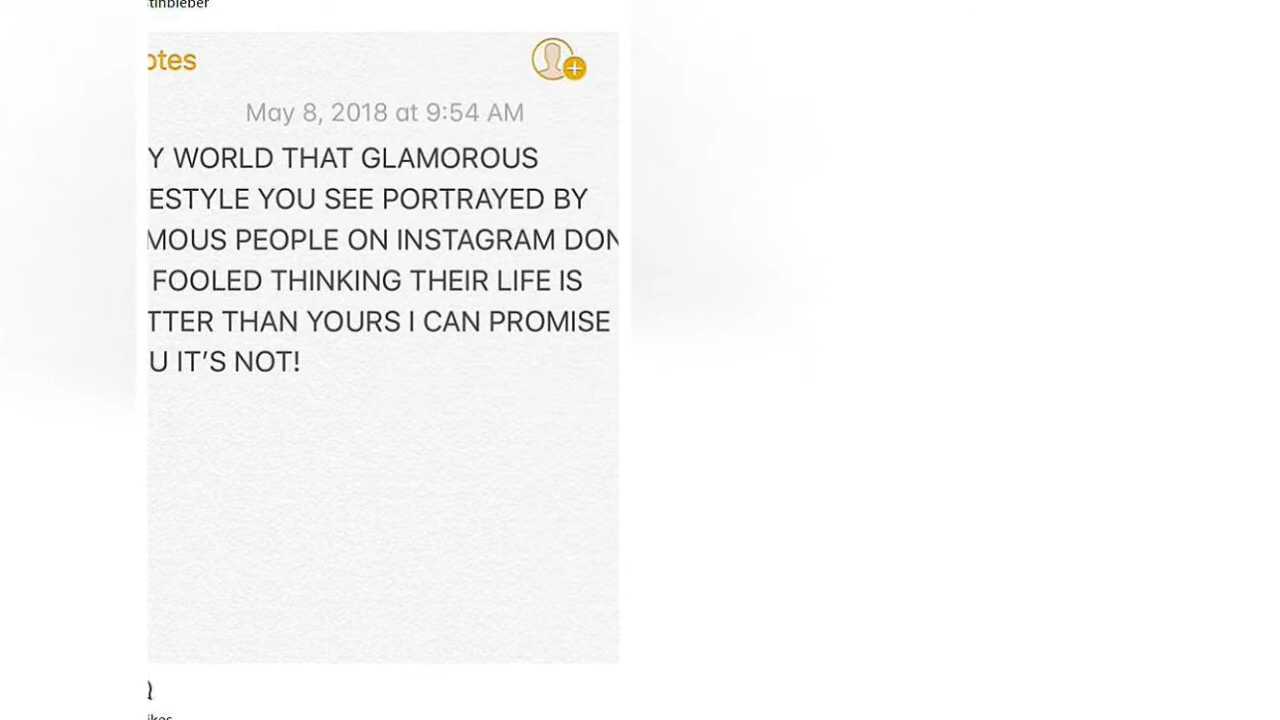 tinbieber
otes
May 8, 2018 at 9:54 AM
Y WORLD THAT GLAMOROUS
ESTYLE YOU SEE PORTRAYED BY
MOUS PEOPLE ON INSTAGRAM DON
FOOLED THINKING THEIR LIFE IS
TTER THAN YOURS I CAN PROMISE
U IT’S NOT!
ikes